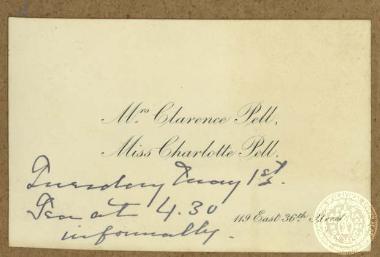 Mrs Clarence Pell.
Miss Charlotte Pell.
Tuesday May 1st.
Tea at 4.30
informally.
119 East 36th Street